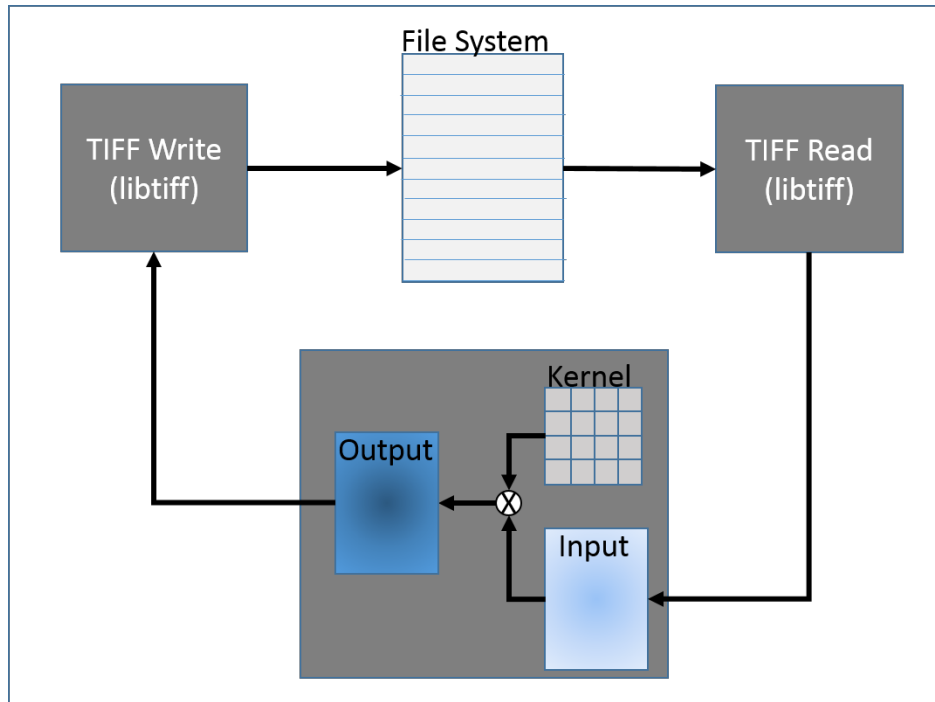 File System
TIFF Write
(libtiff)
TIFF Read
(libtiff)
Kernel
Output
X
Input